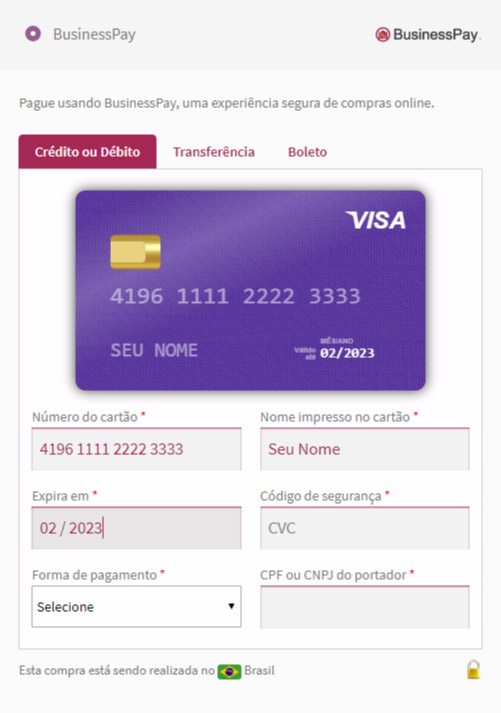 BusinessPay
BusinessPay.
Pague usando BusinessPay, uma experiência segura de compras online.
Crédito ou Débito Transferência Boleto
VISA
4196 1111 2222 3333
MÊS/ANO
SEU NOME válido até 02/2023
Número do cartão * Nome impresso no cartão *
4196 1111 2222 3333 Seu Nome
Expira em * Código de segurança *
02 / 2023 CVC
Forma de pagamento * CPF ou CNPJ do portador *
Selecione
Esta compra está sendo realizada no Brasil